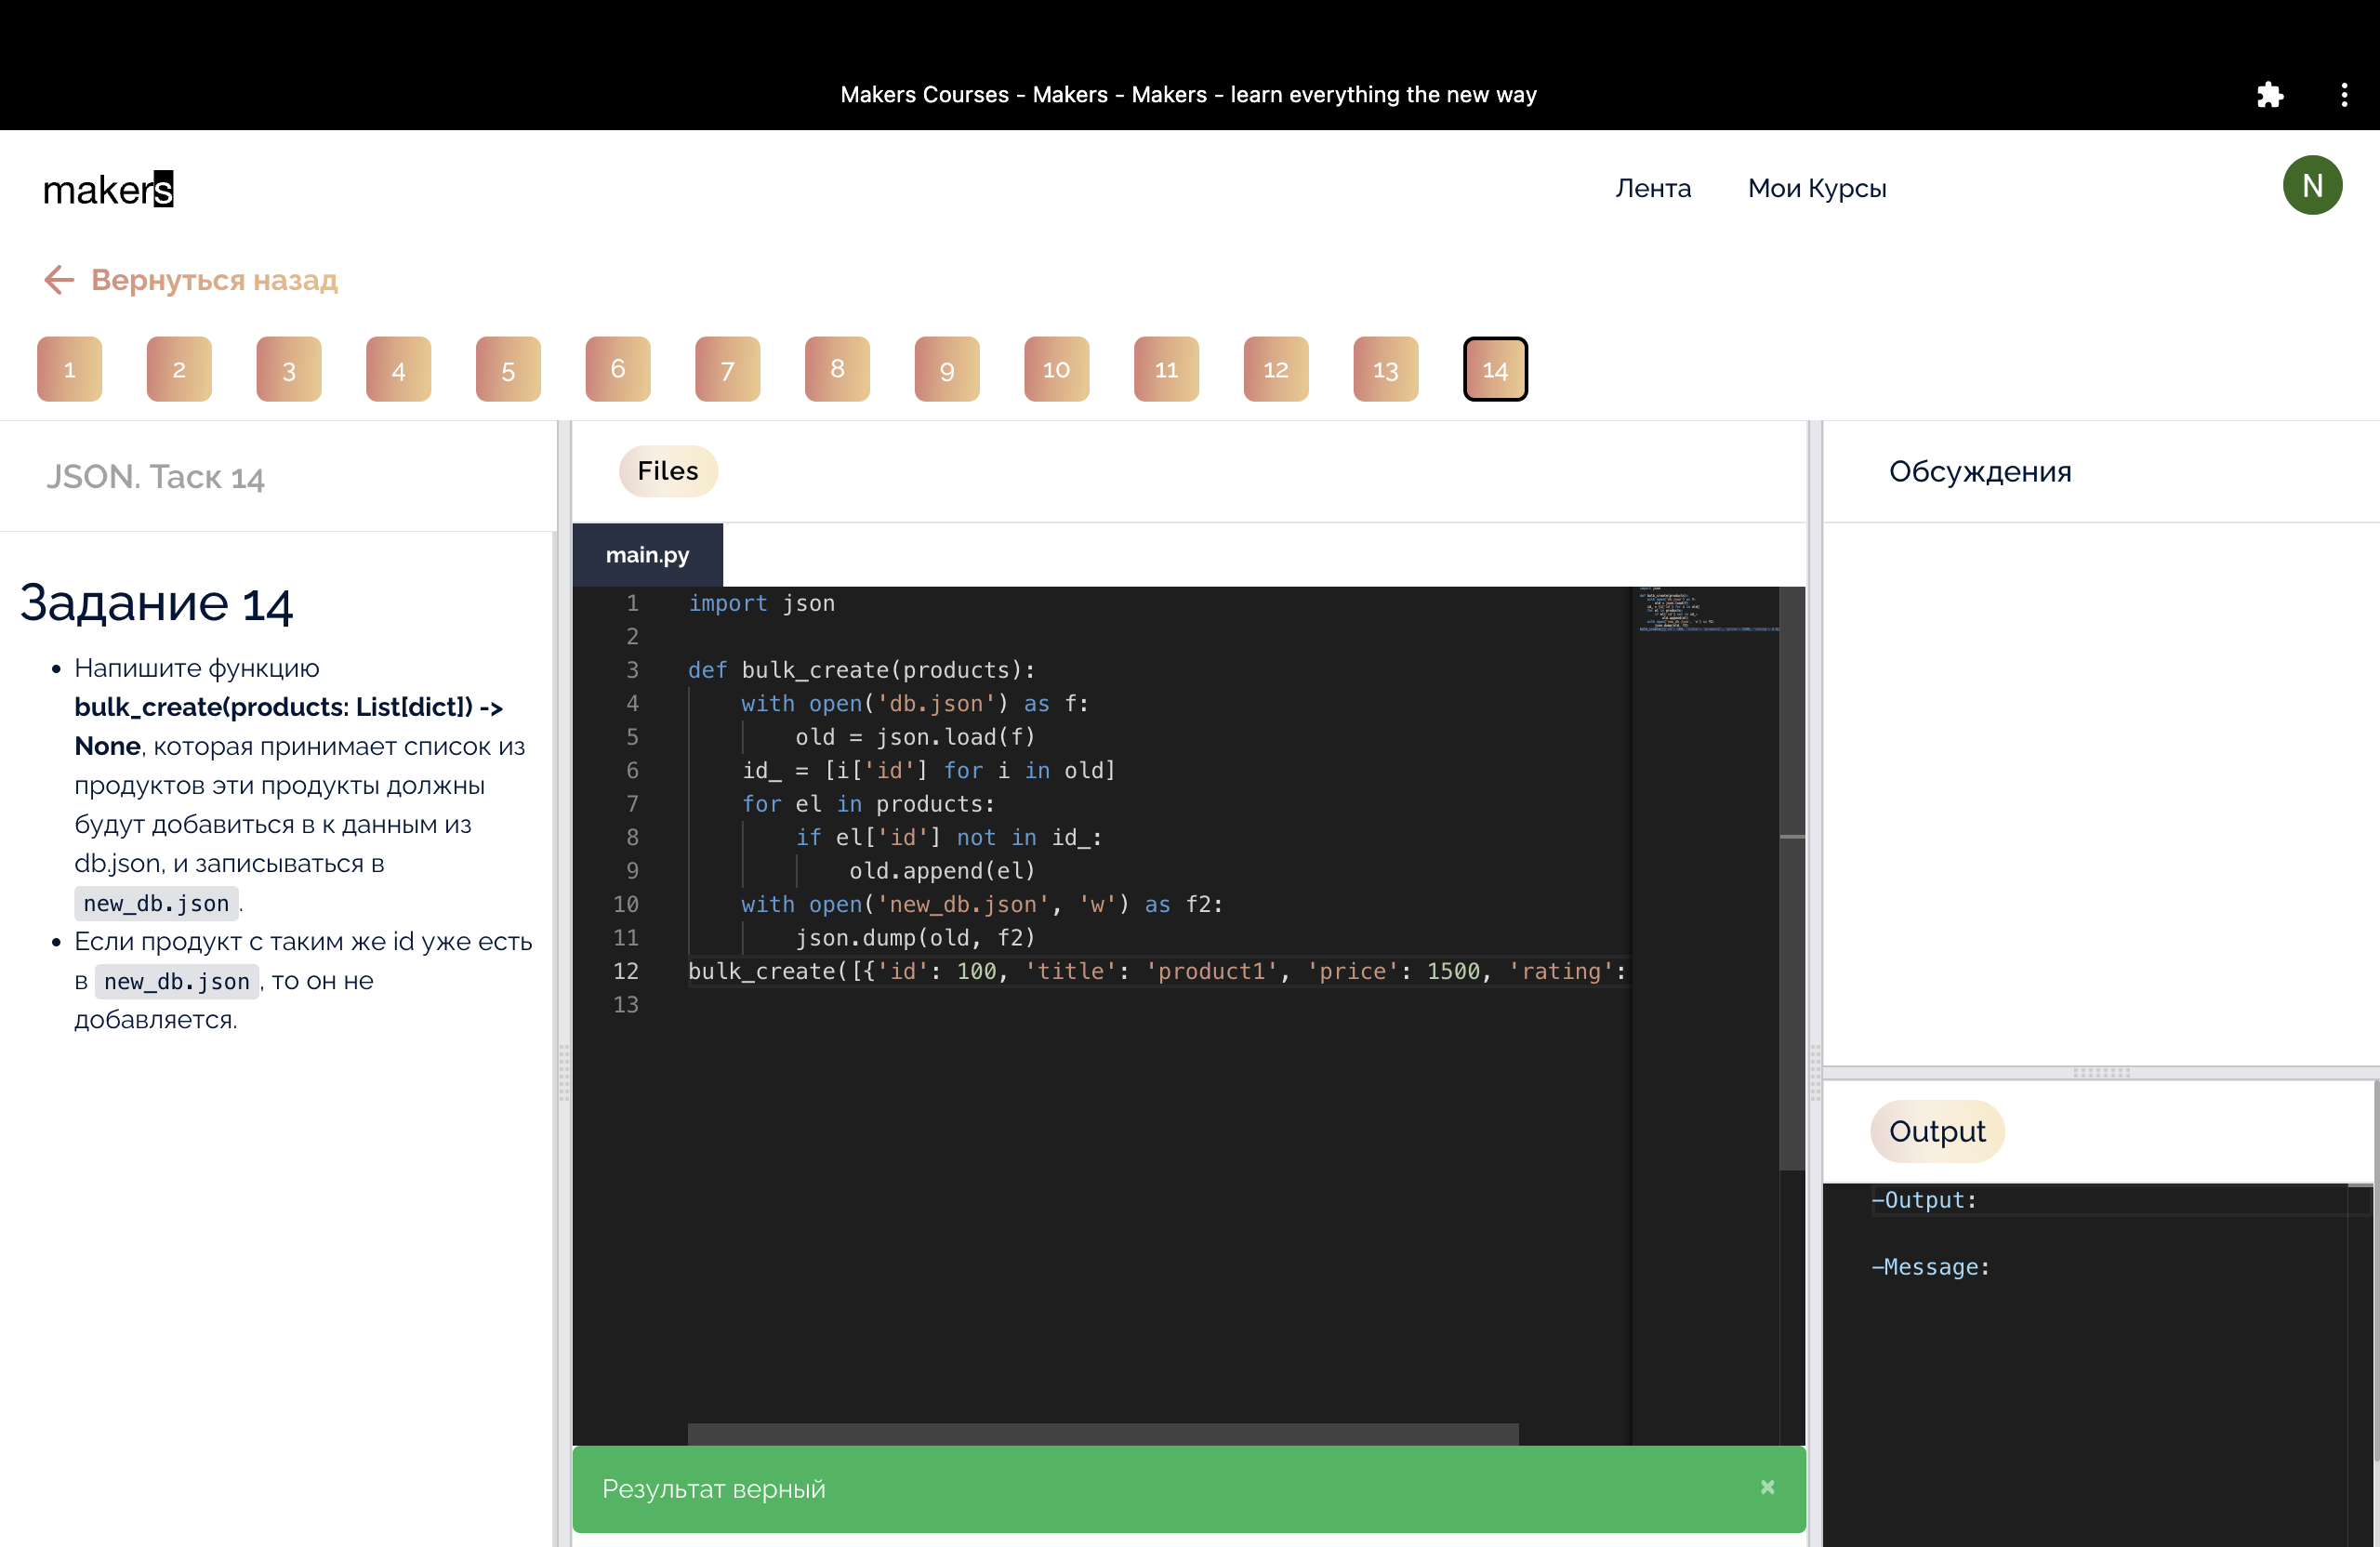 Makers Courses - Makers - Makers - learn everything the new way
makers
Лента
Мои Курсы
N
Вернуться назад
1 2 3 4 5 6 7 8 9 10 11 12 13 14
JSON. Таск 14
Задание 14
Напишите функцию
bulk_create(products: List[dict]) ->
None, которая принимает список из
продуктов эти продукты должны
будут добавиться в к данным из
db.json, и записываться в
new_db.json.
Если продукт с таким же id уже есть
в new_db.json, то он не
добавляется.
Files
main.py
1 import json
2
3 def bulk_create(products):
4 with open('db.json') as f:
5 old = json.load(f)
6 id_ = [i['id'] for i in old]
7 for el in products:
8 if el['id'] not in id_:
9 old.append(el)
10 with open('new_db.json', 'w') as f2:
11 json.dump(old, f2)
12 bulk_create([{'id': 100, 'title': 'product1', 'price': 1500, 'rating':
13
Результат верный
×
Обсуждения
Output
-Output:
-Message: